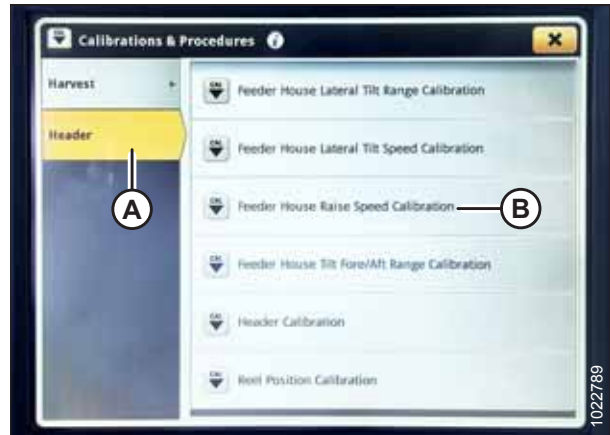 Calibrations & Procedures
Harvest
Header
Feeder House Lateral Tilt Range Calibration
Feeder House Lateral Tilt Speed Calibration
Feeder House Raise Speed Calibration
Feeder House Tilt Fore/Aft Range Calibration
Header Calibration
Reel Position Calibration
A
B
1022789